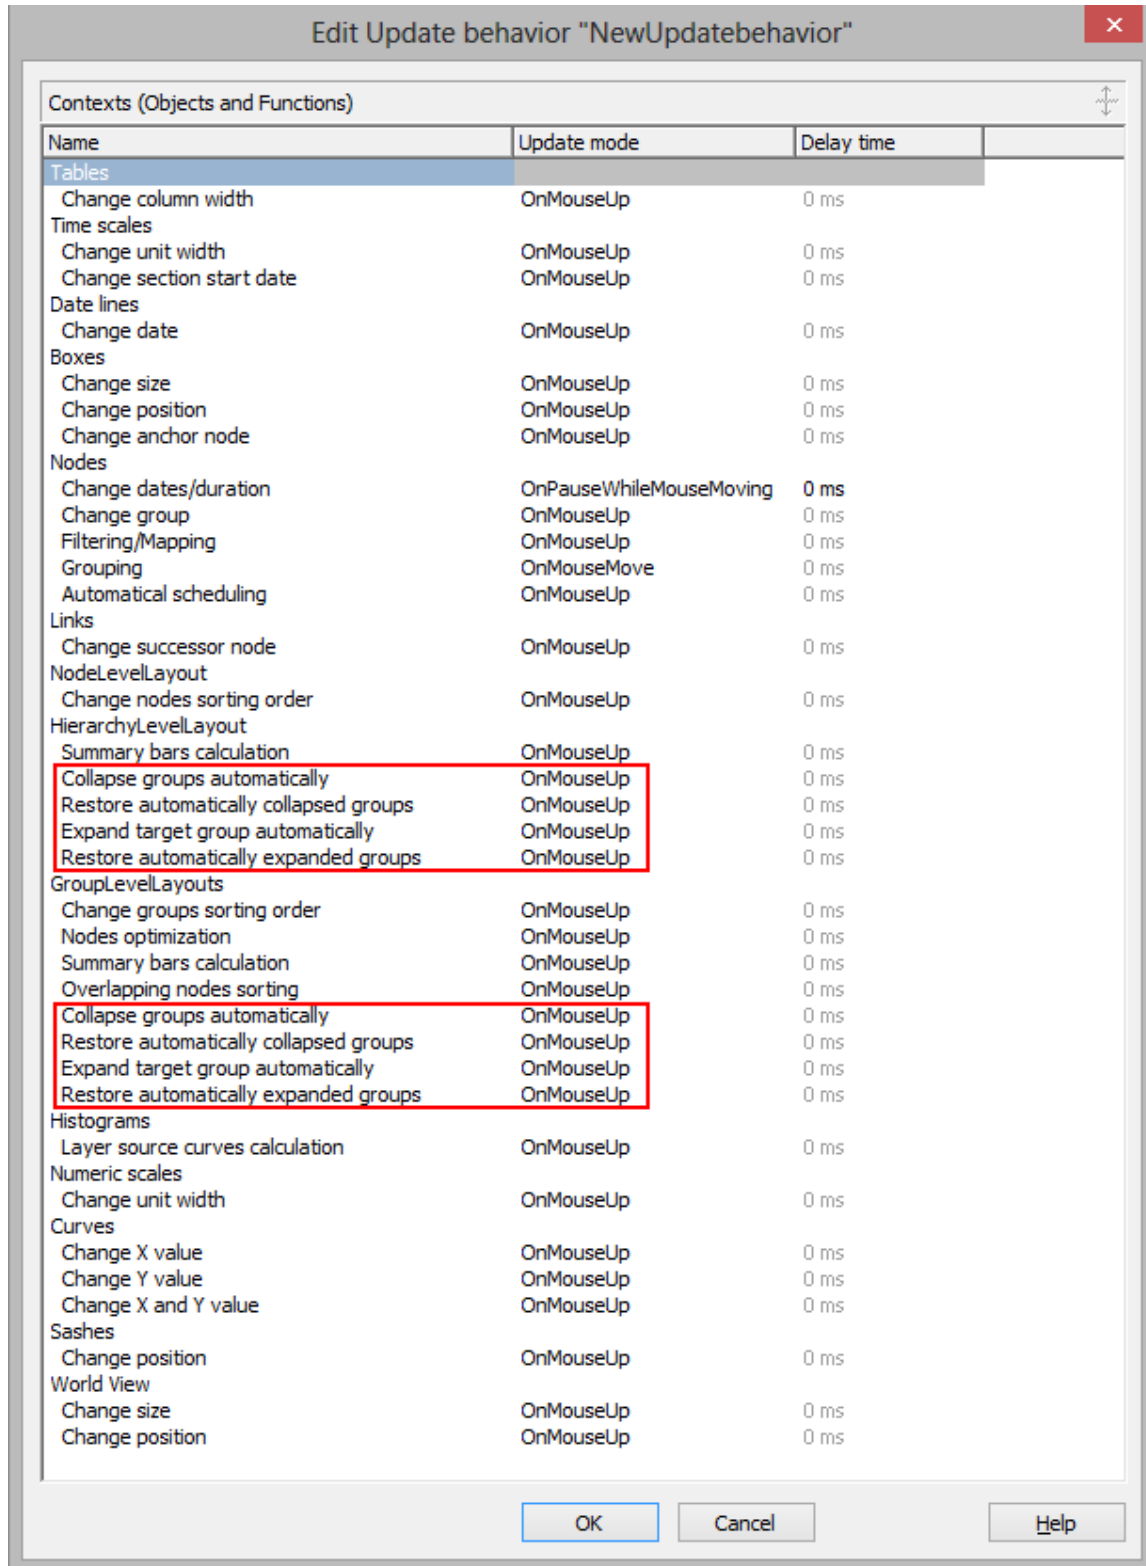 Edit Update behavior "NewUpdatebehavior"
Contexts (Objects and Functions)
Name Update mode Delay time
Tables
Change column width OnMouseUp 0 ms
Time scales
Change unit width OnMouseUp 0 ms
Change section start date OnMouseUp 0 ms
Date lines
Change date OnMouseUp 0 ms
Boxes
Change size OnMouseUp 0 ms
Change position OnMouseUp 0 ms
Change anchor node OnMouseUp 0 ms
Nodes
Change dates/duration OnPauseWhileMouseMoving 0 ms
Change group OnMouseUp 0 ms
Filtering/Mapping OnMouseUp 0 ms
Grouping OnMouseMove 0 ms
Automatical scheduling OnMouseUp 0 ms
Links
Change successor node OnMouseUp 0 ms
NodeLevelLayout
Change nodes sorting order OnMouseUp 0 ms
HierarchyLevelLayout
Summary bars calculation OnMouseUp 0 ms
Collapse groups automatically OnMouseUp 0 ms
Restore automatically collapsed groups OnMouseUp 0 ms
Expand target group automatically OnMouseUp 0 ms
Restore automatically expanded groups OnMouseUp 0 ms
GroupLevelLayouts
Change groups sorting order OnMouseUp 0 ms
Nodes optimization OnMouseUp 0 ms
Summary bars calculation OnMouseUp 0 ms
Overlapping nodes sorting OnMouseUp 0 ms
Collapse groups automatically OnMouseUp 0 ms
Restore automatically collapsed groups OnMouseUp 0 ms
Expand target group automatically OnMouseUp 0 ms
Restore automatically expanded groups OnMouseUp 0 ms
Histograms
Layer source curves calculation OnMouseUp 0 ms
Numeric scales
Change unit width OnMouseUp 0 ms
Curves
Change X value OnMouseUp 0 ms
Change Y value OnMouseUp 0 ms
Change X and Y value OnMouseUp 0 ms
Sashes
Change position OnMouseUp 0 ms
World View
Change size OnMouseUp 0 ms
Change position OnMouseUp 0 ms
OK Cancel Help